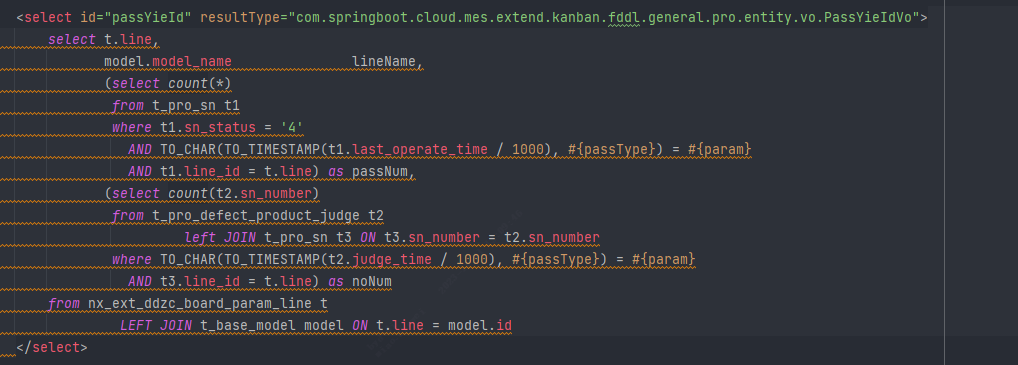 <select id="passYieId" resultType="com.springboot.cloud.mes.extend.kanban.fddl.general.pro.entity.vo.PassYieIdVo">
select t.line,
model.model_name lineName,
(select count(*)
from t_pro_sn t1
where t1.sn_status = '4'
AND TO_CHAR(TO_TIMESTAMP(t1.last_operate_time / 1000), #{passType}) = #{param}
AND t1.line_id = t.line) as passNum,
(select count(t2.sn_number)
from t_pro_defect_product_judge t2
left JOIN t_pro_sn t3 ON t3.sn_number = t2.sn_number
where TO_CHAR(TO_TIMESTAMP(t2.judge_time / 1000), #{passType}) = #{param}
AND t3.line_id = t.line) as noNum
from nx_ext_ddzc_board_param_line t
LEFT JOIN t_base_model model ON t.line = model.id
</select>